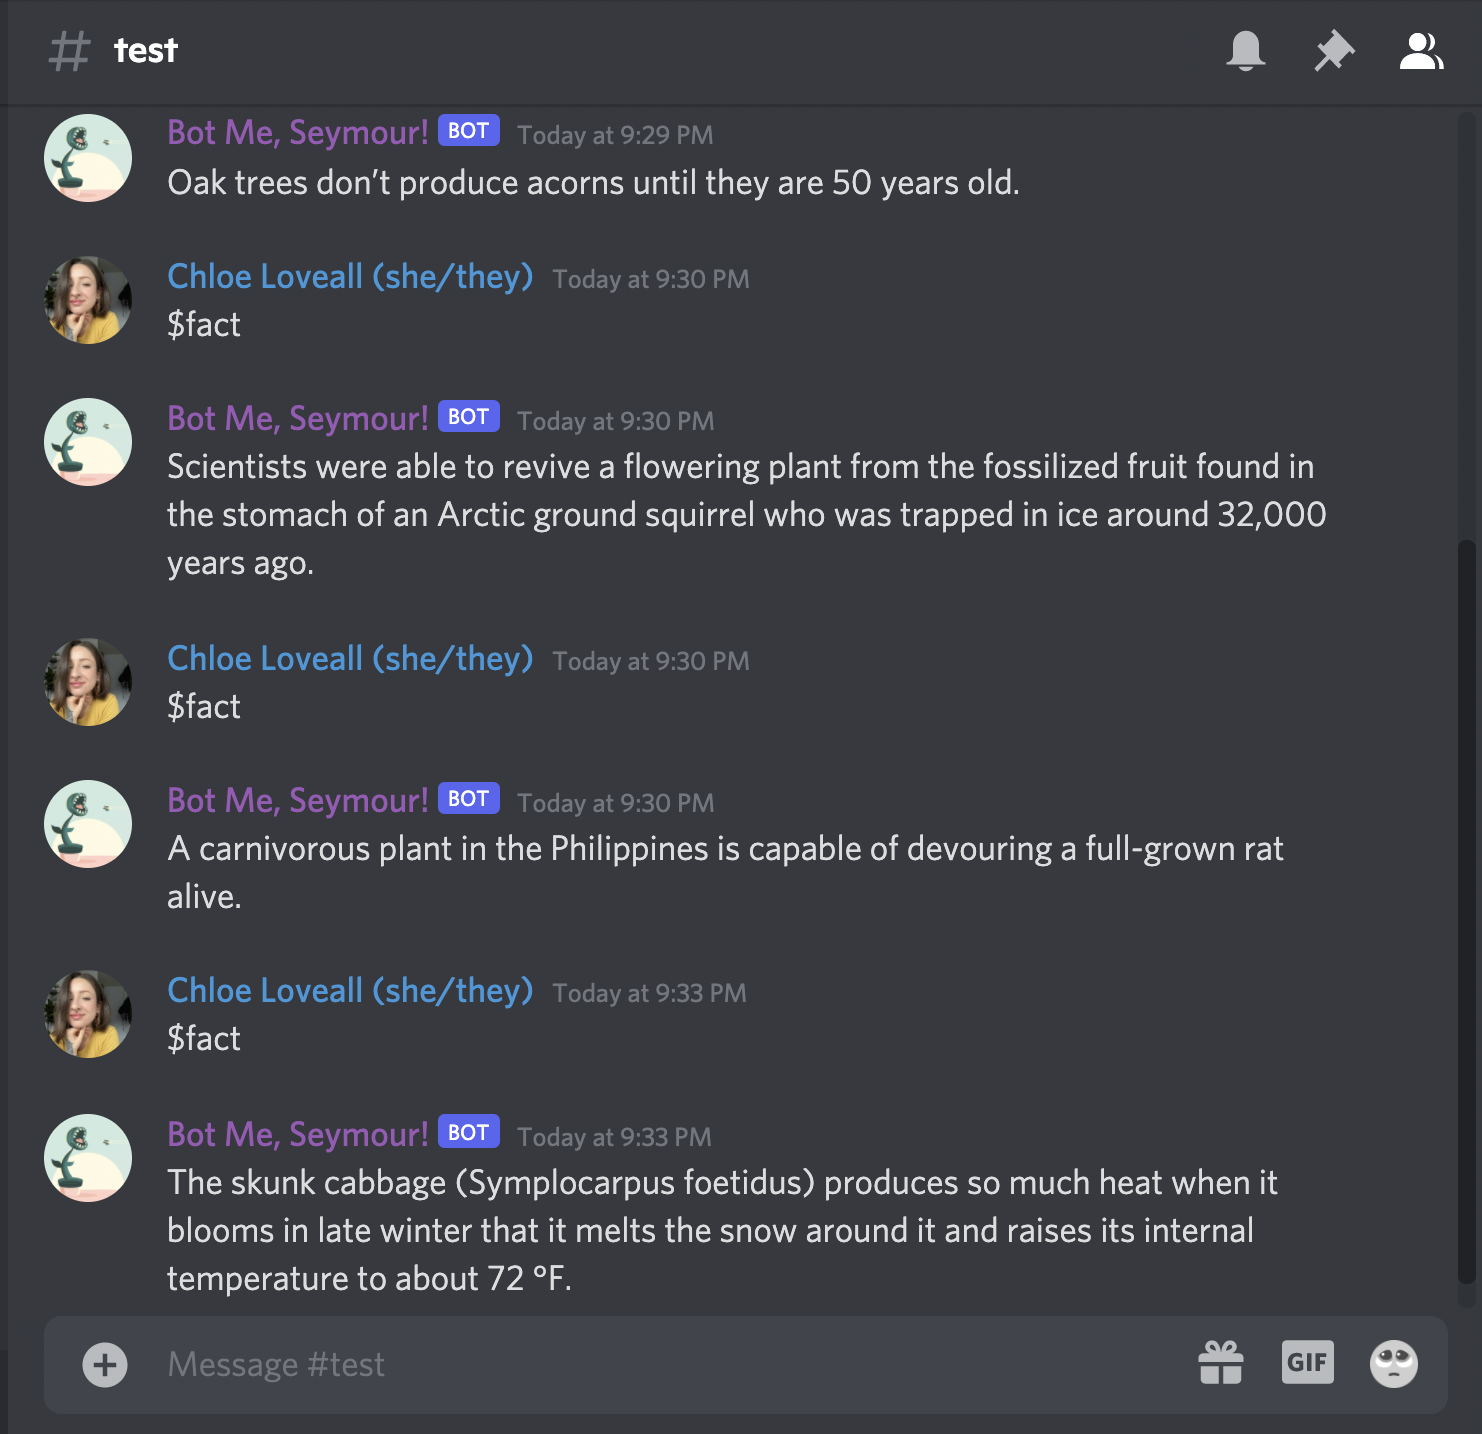 # test
Bot Me, Seymour! BOT Today at 9:29 PM
Oak trees don’t produce acorns until they are 50 years old.
Chloe Loveall (she/they) Today at 9:30 PM
$fact
Bot Me, Seymour! BOT Today at 9:30 PM
Scientists were able to revive a flowering plant from the fossilized fruit found in
the stomach of an Arctic ground squirrel who was trapped in ice around 32,000
years ago.
Chloe Loveall (she/they) Today at 9:30 PM
$fact
Bot Me, Seymour! BOT Today at 9:30 PM
A carnivorous plant in the Philippines is capable of devouring a full-grown rat
alive.
Chloe Loveall (she/they) Today at 9:33 PM
$fact
Bot Me, Seymour! BOT Today at 9:33 PM
The skunk cabbage (Symplocarpus foetidus) produces so much heat when it
blooms in late winter that it melts the snow around it and raises its internal
temperature to about 72 °F.
Message #test GIF